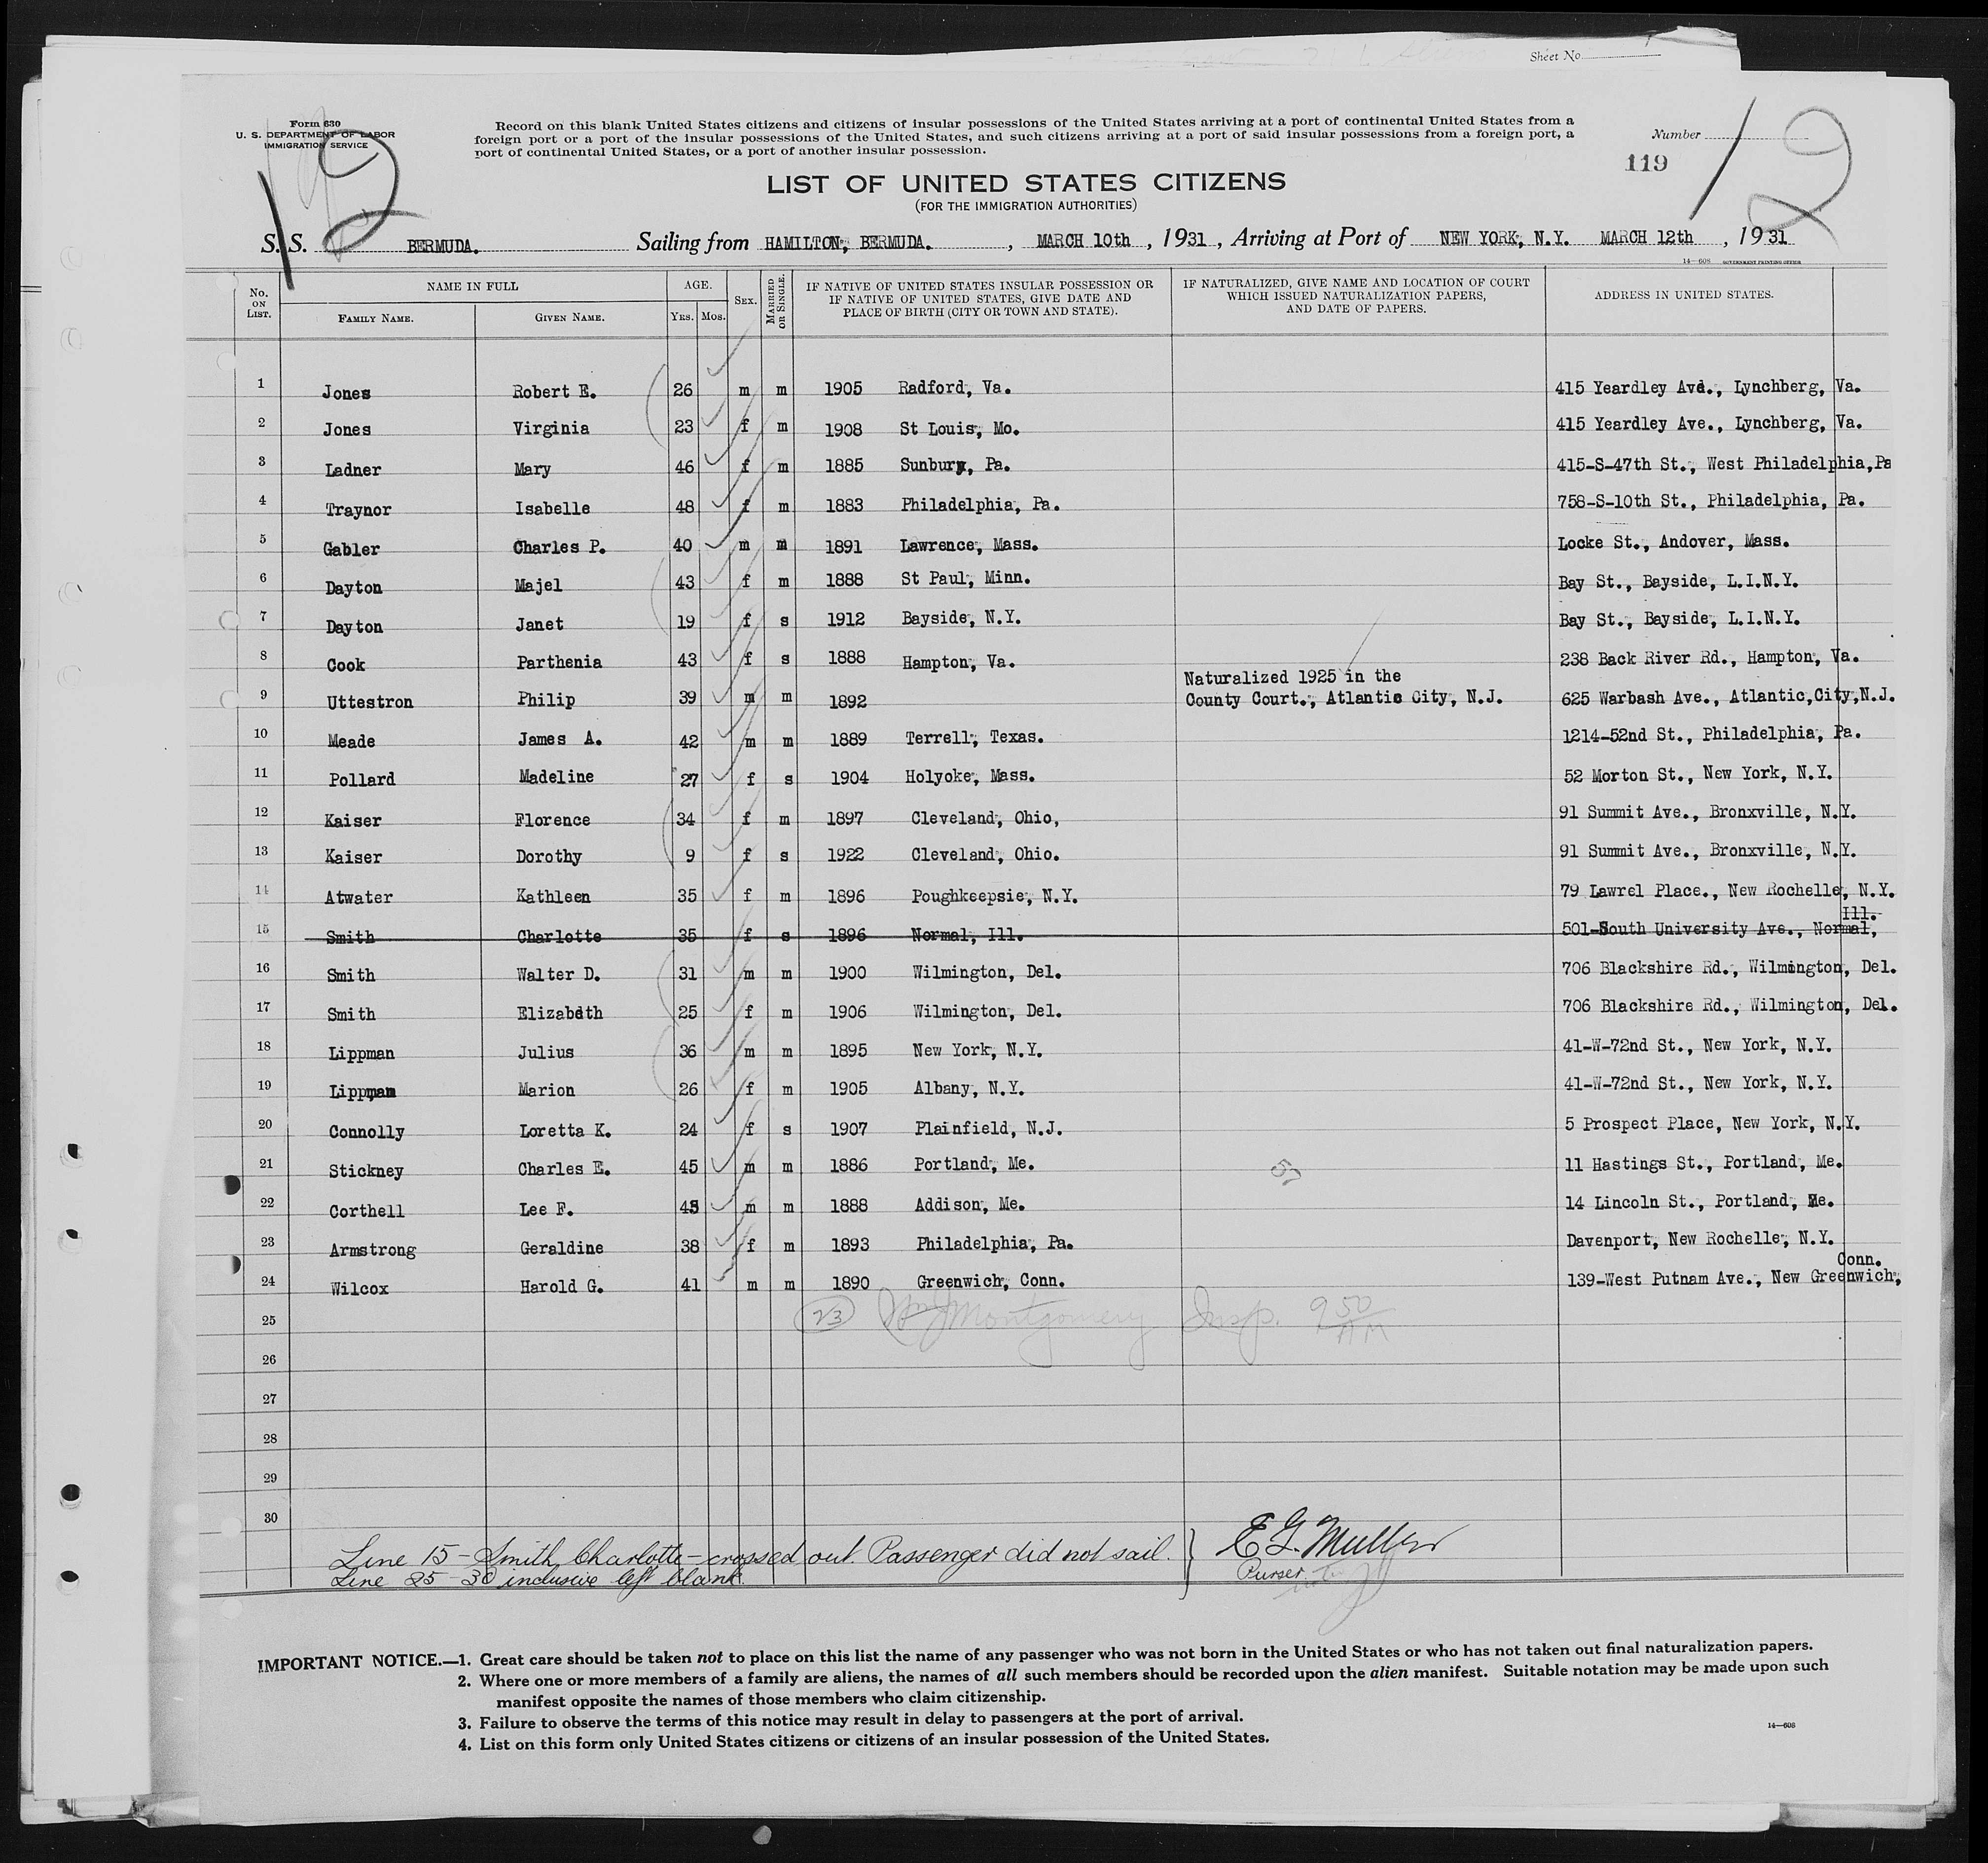 Sheet No.
Form 630
U. S. DEPARTMENT OF LABOR
IMMIGRATION SERVICE
12
Record on this blank United States citizens and citizens of insular possessions of the United States arriving at a port of continental United States from a
foreign port or a port of the insular possessions of the United States, and such citizens arriving at a port of said insular possessions from a foreign port, a
port of continental United States, or a port of another insular possession.
Number
119
12
LIST OF UNITED STATES CITIZENS
(FOR THE IMMIGRATION AUTHORITIES)
S. S. BERMUDA. Sailing from HAMILTON, BERMUDA. , MARCH 10th , 1931 , Arriving at Port of NEW YORK, N.Y. MARCH 12th , 1931
14—608 GOVERNMENT PRINTING OFFICE
No. ON LIST. NAME IN FULL FAMILY NAME. GIVEN NAME. AGE. YRS. MOS. SEX. MARRIED OR SINGLE. IF NATIVE OF UNITED STATES INSULAR POSSESSION OR IF NATIVE OF UNITED STATES, GIVE DATE AND PLACE OF BIRTH (CITY OR TOWN AND STATE). IF NATURALIZED, GIVE NAME AND LOCATION OF COURT WHICH ISSUED NATURALIZATION PAPERS, AND DATE OF PAPERS. ADDRESS IN UNITED STATES.
1 Jones Robert E. 26 m m 1905 Radford, Va. 415 Yeardley Ave., Lynchberg, Va.
2 Jones Virginia 23 f m 1908 St Louis, Mo. 415 Yeardley Ave., Lynchberg, Va.
3 Ladner Mary 46 f m 1885 Sunbury, Pa. 415-S-47th St., West Philadelphia,Pa
4 Traynor Isabelle 48 f m 1883 Philadelphia, Pa. 758-S-10th St., Philadelphia, Pa.
5 Gabler Charles P. 40 m m 1891 Lawrence, Mass. Locke St., Andover, Mass.
6 Dayton Majel 43 f m 1888 St Paul, Minn. Bay St., Bayside, L.I.N.Y.
7 Dayton Janet 19 f s 1912 Bayside, N.Y. Bay St., Bayside, L.I.N.Y.
8 Cook Parthenia 43 f s 1888 Hampton, Va. 238 Back River Rd., Hampton, Va.
9 Uttestron Philip 39 m m 1892 Naturalized 1925 in the County Court., Atlantic City, N.J. 625 Warbash Ave., Atlantic,City,N.J.
10 Meade James A. 42 m m 1889 Terrell, Texas. 1214-52nd St., Philadelphia, Pa.
11 Pollard Madeline 27 f s 1904 Holyoke, Mass. 52 Morton St., New York, N.Y.
12 Kaiser Florence 34 f m 1897 Cleveland, Ohio, 91 Summit Ave., Bronxville, N.Y.
13 Kaiser Dorothy 9 f s 1922 Cleveland, Ohio. 91 Summit Ave., Bronxville, N.Y.
14 Atwater Kathleen 35 f m 1896 Poughkeepsie, N.Y. 79 Lawrel Place., New Rochelle, N.Y.
15 Smith Charlotte 35 f s 1896 Normal, Ill. 501-South University Ave., Normal, Ill.
16 Smith Walter D. 31 m m 1900 Wilmington, Del. 706 Blackshire Rd., Wilmington, Del.
17 Smith Elizabeth 25 f m 1906 Wilmington, Del. 706 Blackshire Rd., Wilmington, Del.
18 Lippman Julius 36 m m 1895 New York, N.Y. 41-W-72nd St., New York, N.Y.
19 Lippman Marion 26 f m 1905 Albany, N.Y. 41-W-72nd St., New York, N.Y.
20 Connolly Loretta K. 24 f s 1907 Plainfield, N.J. 5 Prospect Place, New York, N.Y.
21 Stickney Charles E. 45 m m 1886 Portland, Me. 11 Hastings St., Portland, Me.
22 Corthell Lee F. 43 m m 1888 Addison, Me. 14 Lincoln St., Portland, Me.
23 Armstrong Geraldine 38 f m 1893 Philadelphia, Pa. Davenport, New Rochelle, N.Y.
24 Wilcox Harold G. 41 m m 1890 Greenwich, Conn. 139-West Putnam Ave., New Greenwich, Conn.
25 23 Montgomery Insp. 9 50 AM
26
27
28
29
30
Line 15 - Smith, Charlotte - crossed out. Passenger did not sail.
Line 25 - 30 inclusive left blank.
E G. Muller
Purser
IMPORTANT NOTICE.—1. Great care should be taken not to place on this list the name of any passenger who was not born in the United States or who has not taken out final naturalization papers.
2. Where one or more members of a family are aliens, the names of all such members should be recorded upon the alien manifest. Suitable notation may be made upon such
manifest opposite the names of those members who claim citizenship.
3. Failure to observe the terms of this notice may result in delay to passengers at the port of arrival.
4. List on this form only United States citizens or citizens of an insular possession of the United States.
14—608